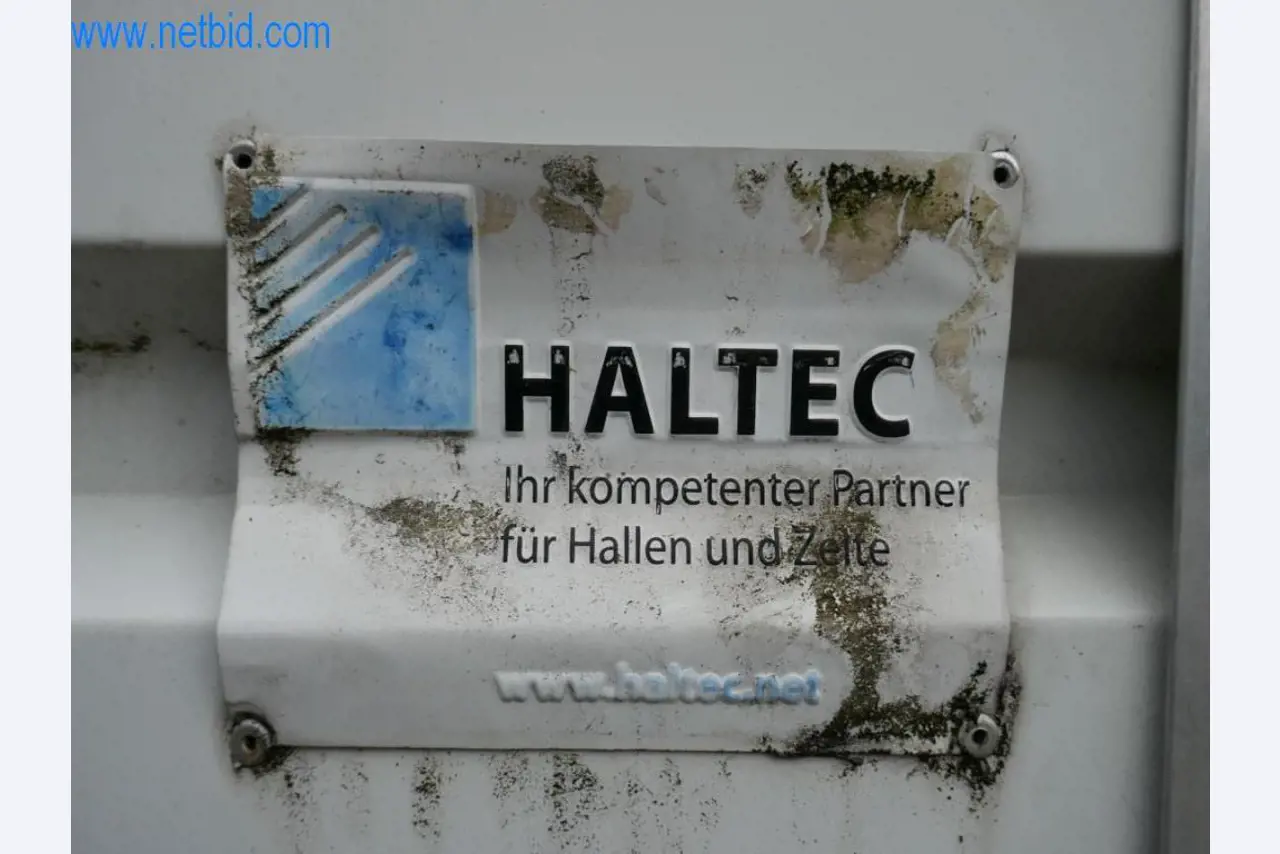 www.netbid.com
HALTEC
Ihr kompetenter Partner
für Hallen und Zelte
www.haltec.net